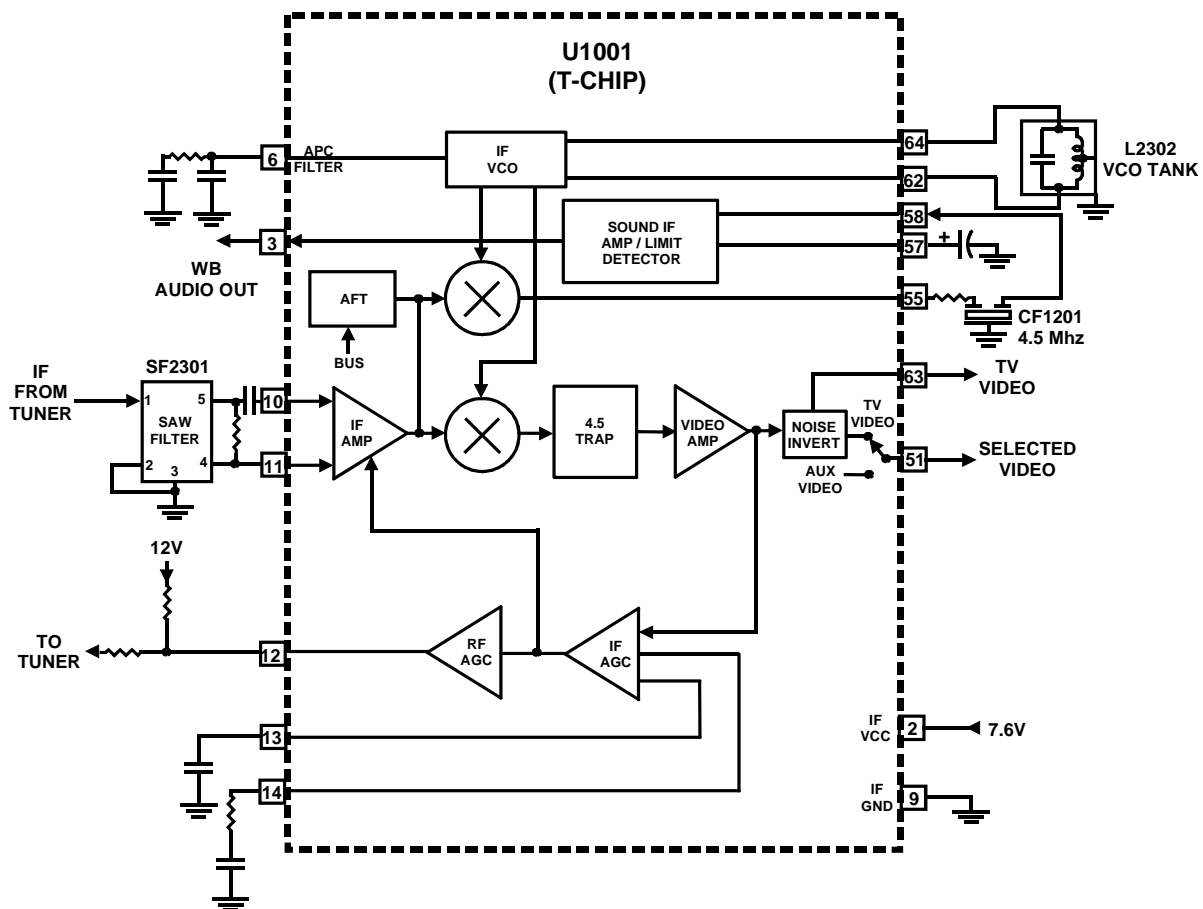 U1001
(T-CHIP)
6
APC
FILTER
IF
VCO
64
62
L2302
VCO TANK
3
WB
AUDIO OUT
SOUND IF
AMP / LIMIT
DETECTOR
58
57
+
55
CF1201
4.5 Mhz
AFT
BUS
IF
FROM
TUNER
SF2301
1
5
SAW
FILTER
2
3
4
10
11
IF
AMP
4.5
TRAP
VIDEO
AMP
NOISE
INVERT
TV
VIDEO
AUX
VIDEO
63
TV
VIDEO
51
SELECTED
VIDEO
12V
TO
TUNER
12
RF
AGC
IF
AGC
13
14
IF
VCC
2
7.6V
IF
GND
9